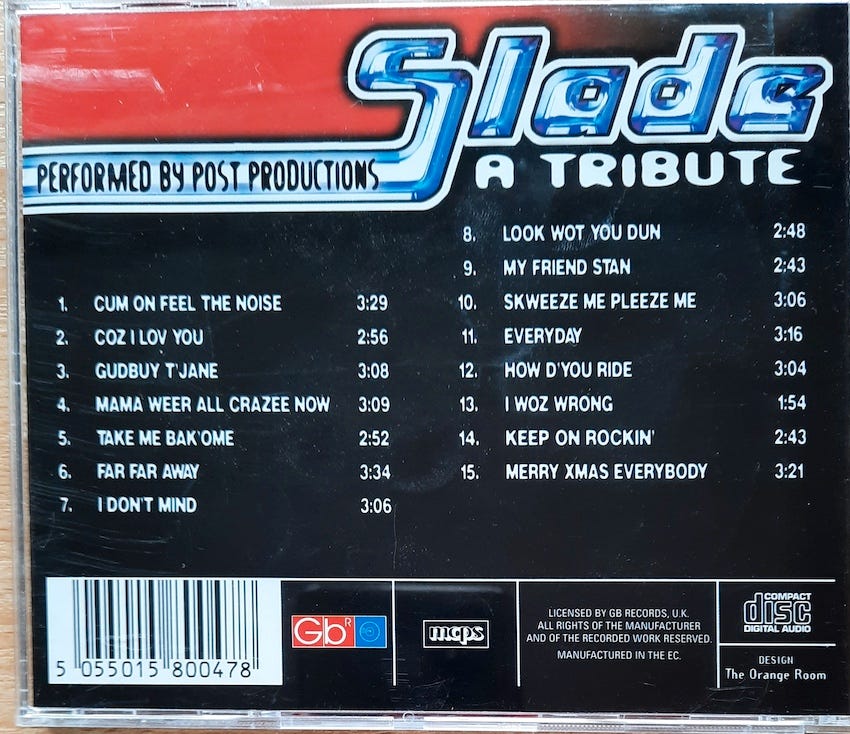 Slade
A TRIBUTE
PERFORMED BY POST PRODUCTIONS
1. CUM ON FEEL THE NOISE 3:29
2. COZ I LOV YOU 2:56
3. GUDBUY T'JANE 3:08
4. MAMA WEER ALL CRAZEE NOW 3:09
5. TAKE ME BAK'OME 2:52
6. FAR FAR AWAY 3:34
7. I DON'T MIND 3:06
8. LOOK WOT YOU DUN 2:48
9. MY FRIEND STAN 2:43
10. SKWEEZE ME PLEEZE ME 3:06
11. EVERYDAY 3:16
12. HOW D'YOU RIDE 3:04
13. I WOZ WRONG 1:54
14. KEEP ON ROCKIN' 2:43
15. MERRY XMAS EVERYBODY 3:21
5 055015 800478
Gb R
mcps
LICENSED BY GB RECORDS, U.K.
ALL RIGHTS OF THE MANUFACTURER
AND OF THE RECORDED WORK RESERVED.
MANUFACTURED IN THE EC.
COMPACT
disc
DIGITAL AUDIO
DESIGN
The Orange Room